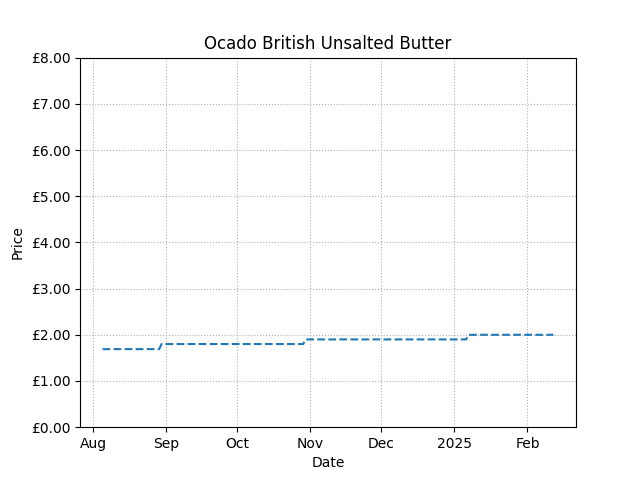 Ocado British Unsalted Butter
£8.00
£7.00
£6.00
£5.00
£4.00
£3.00
£2.00
£1.00
£0.00
Price
Aug Sep Oct Nov Dec 2025 Feb
Date